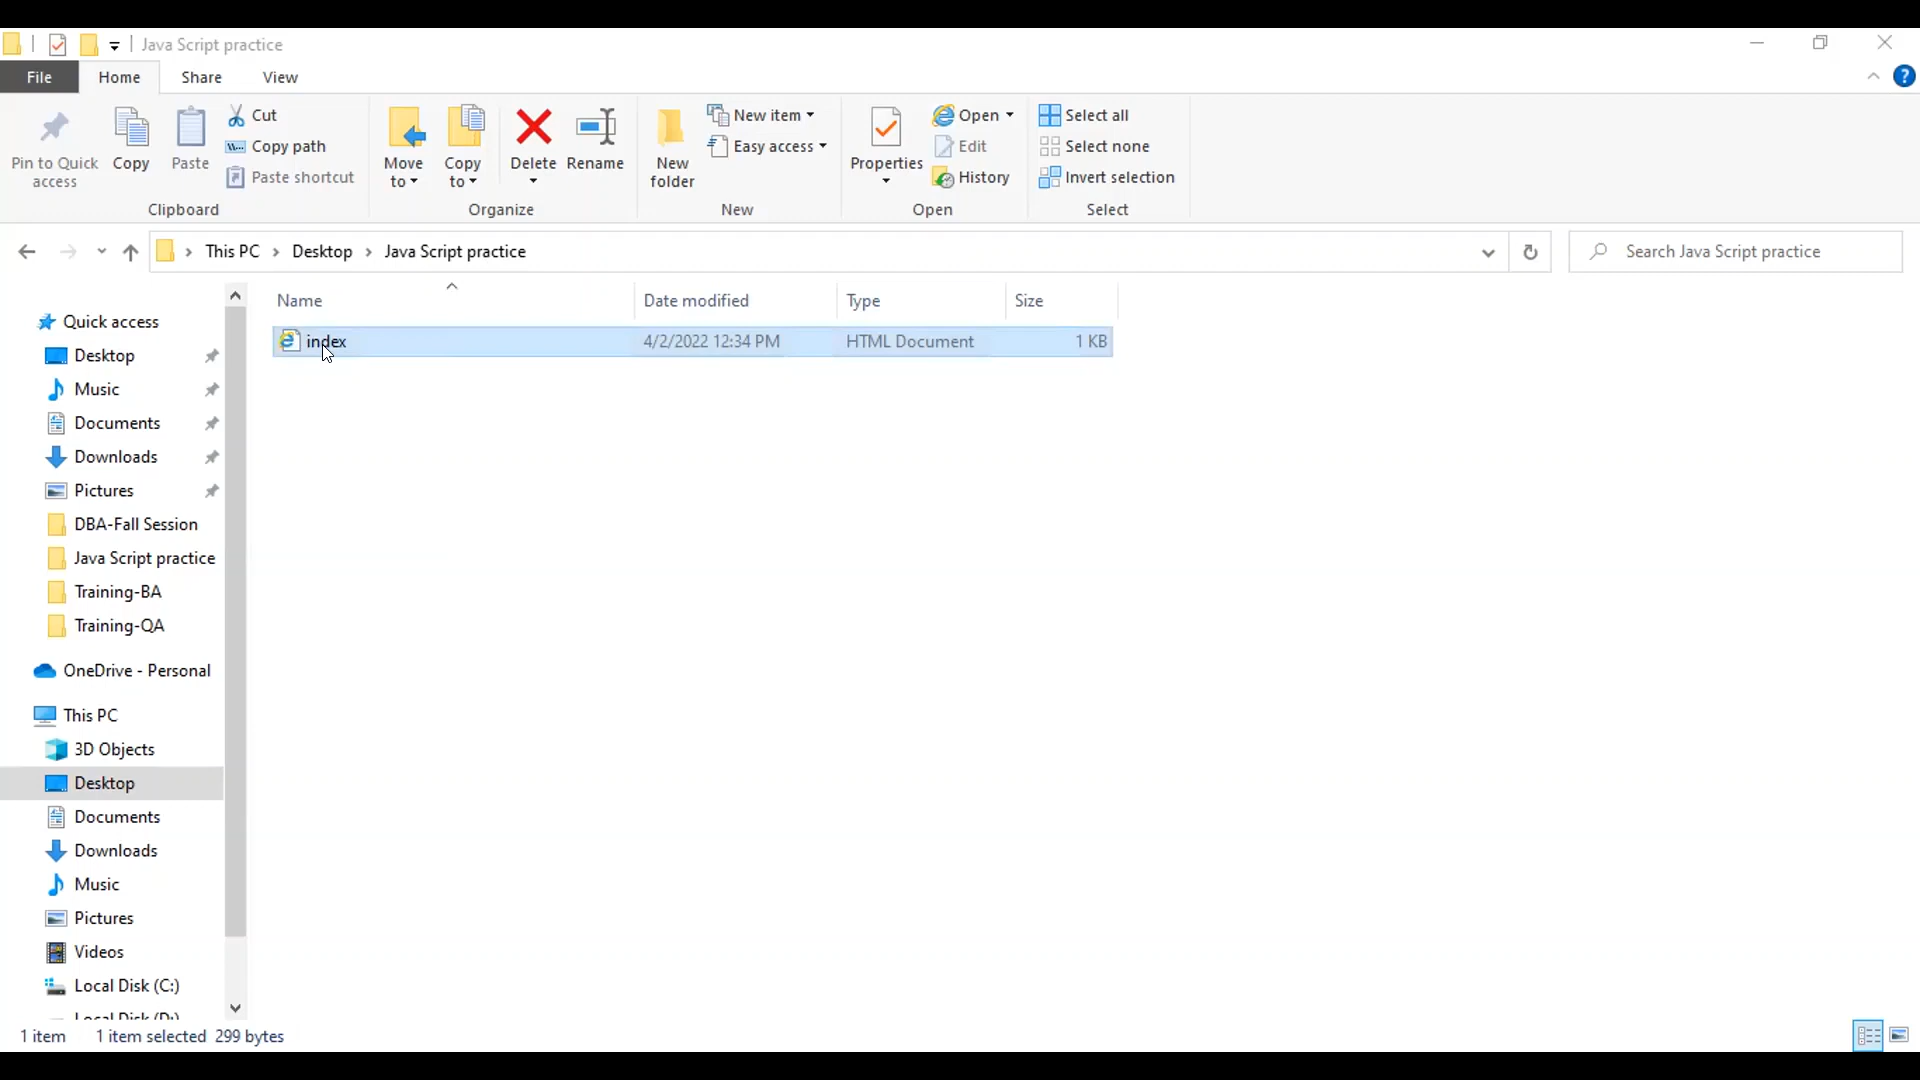 Java Script practice
File Home Share View
Pin to Quick access
Copy
Paste
Cut
Copy path
Paste shortcut
Clipboard
Move to
Copy to
Delete
Rename
Organize
New folder
New item
Easy access
New
Properties
Open
Edit
History
Open
Select all
Select none
Invert selection
Select
This PC > Desktop > Java Script practice
Search Java Script practice
Name Date modified Type Size
index 4/2/2022 12:34 PM HTML Document 1 KB
Quick access
Desktop
Music
Documents
Downloads
Pictures
DBA-Fall Session
Java Script practice
Training-BA
Training-QA
OneDrive - Personal
This PC
3D Objects
Desktop
Documents
Downloads
Music
Pictures
Videos
Local Disk (C:)
Local Disk (D:)
1 item 1 item selected 299 bytes